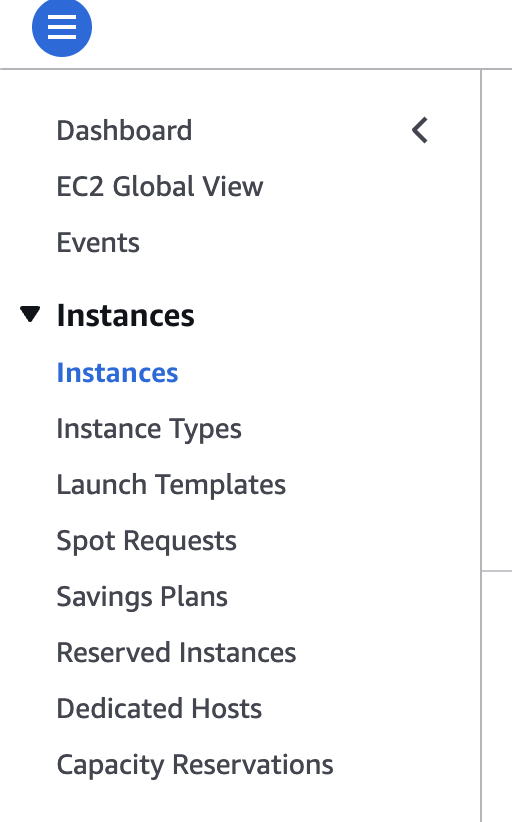 Dashboard
EC2 Global View
Events
Instances
Instances
Instance Types
Launch Templates
Spot Requests
Savings Plans
Reserved Instances
Dedicated Hosts
Capacity Reservations